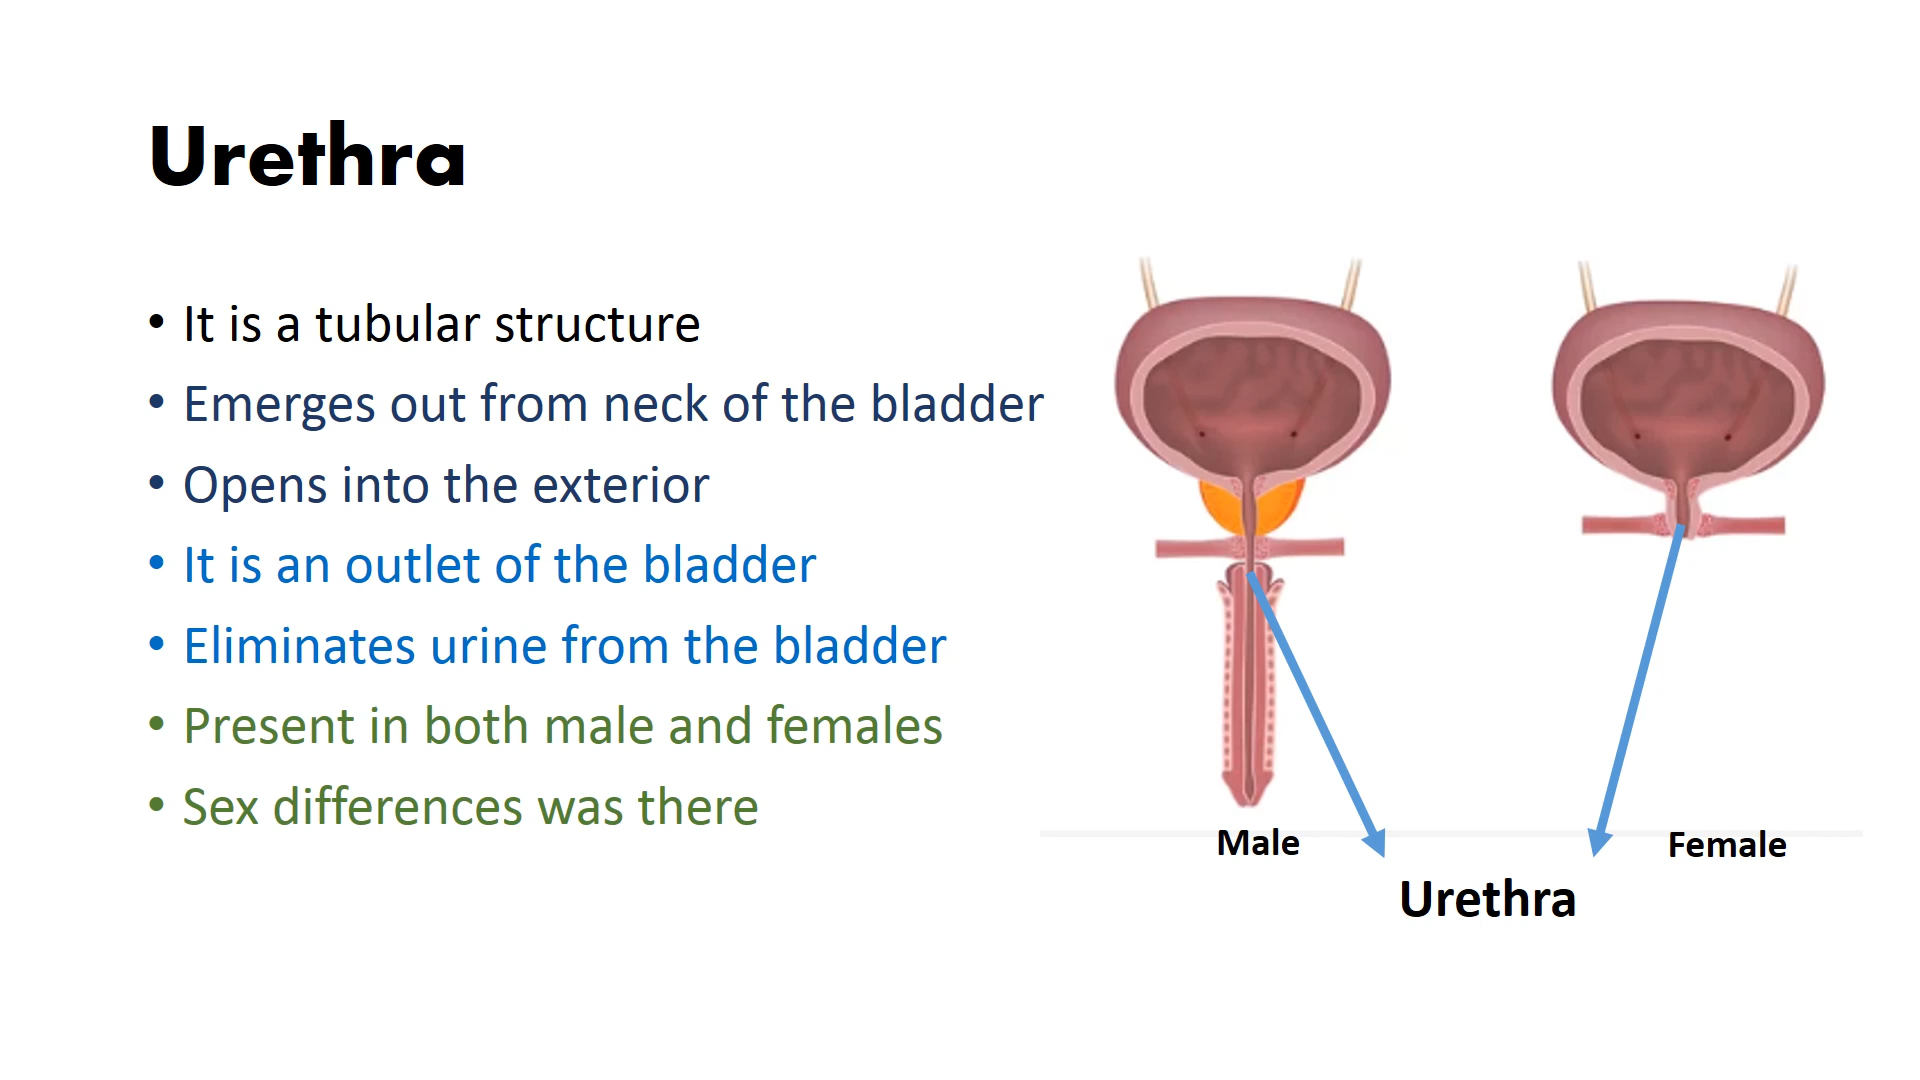 Urethra
• It is a tubular structure
• Emerges out from neck of the bladder
• Opens into the exterior
• It is an outlet of the bladder
• Eliminates urine from the bladder
• Present in both male and females
• Sex differences was there
Male
Female
Urethra